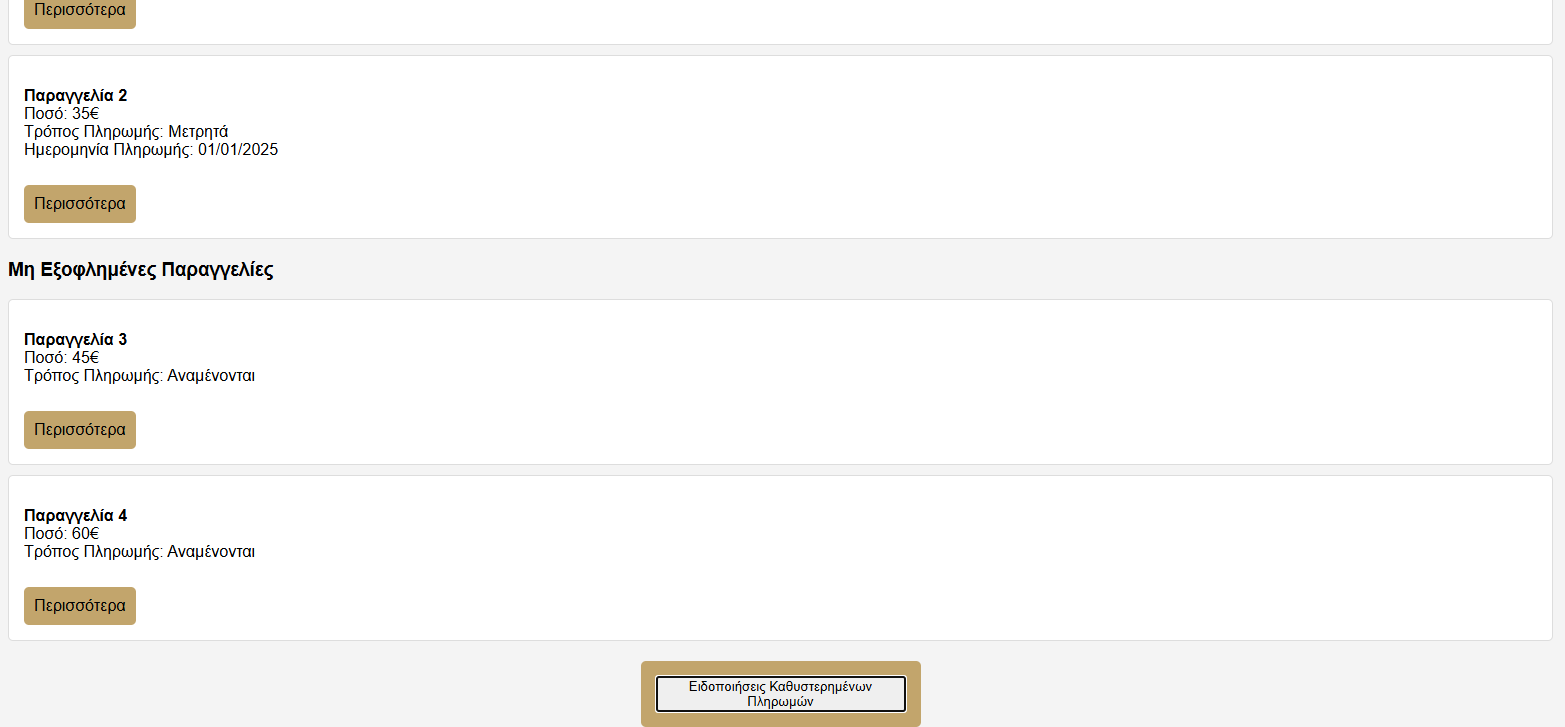 Περισσότερα
Παραγγελία 2
Ποσό: 35€
Τρόπος Πληρωμής: Μετρητά
Ημερομηνία Πληρωμής: 01/01/2025
Περισσότερα
Μη Εξοφλημένες Παραγγελίες
Παραγγελία 3
Ποσό: 45€
Τρόπος Πληρωμής: Αναμένονται
Περισσότερα
Παραγγελία 4
Ποσό: 60€
Τρόπος Πληρωμής: Αναμένονται
Περισσότερα
Ειδοποιήσεις Καθυστερημένων
Πληρωμών